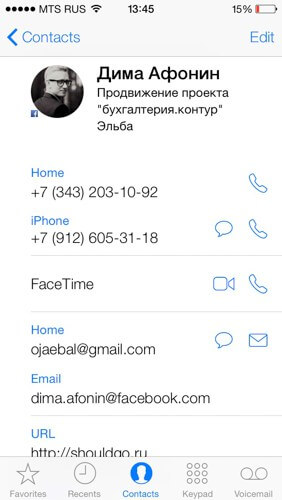 MTS RUS 13:45 15%
Contacts Edit
Дима Афонин
Продвижение проекта
"бухгалтерия.контур"
Эльба
Home
+7 (343) 203-10-92
iPhone
+7 (912) 605-31-18
FaceTime
Home
ojaebal@gmail.com
Email
dima.afonin@facebook.com
URL
http://shouldgo.ru
Favorites Recents Contacts Keypad Voicemail